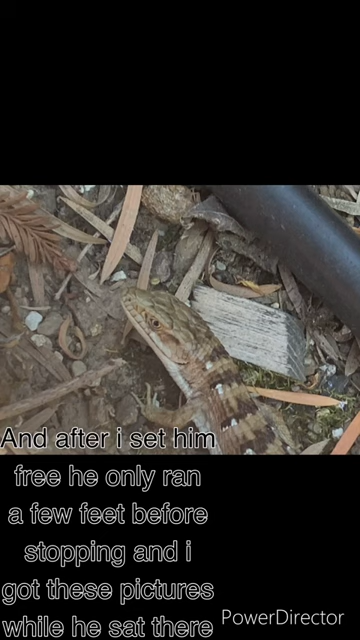 And after i set him
free he only ran
a few feet before
stopping and i
got these pictures
while he sat there
PowerDirector